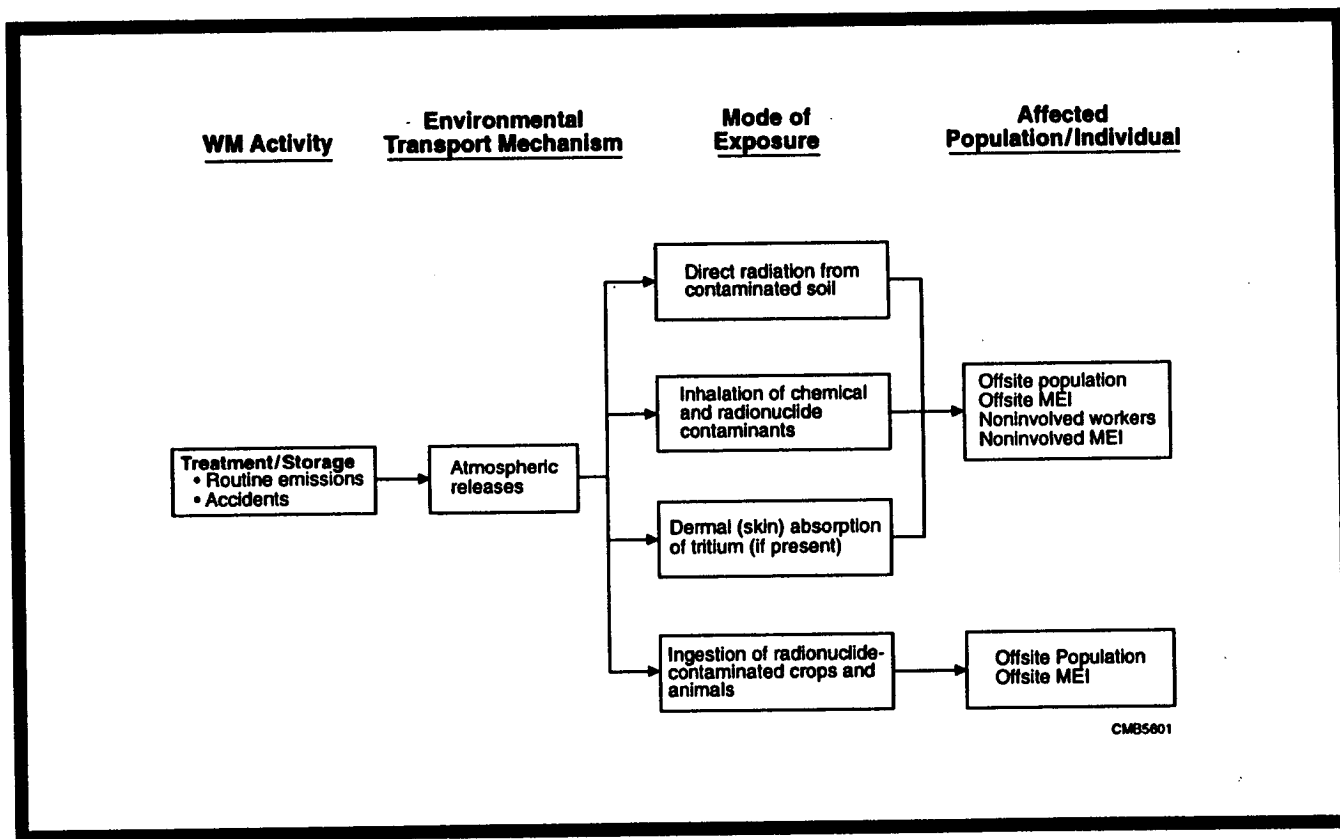 WM Activity
Environmental
Transport Mechanism
Mode of
Exposure
Affected
Population/Individual
Treatment/Storage
• Routine emissions
• Accidents
Atmospheric
releases
Direct radiation from
contaminated soil
Inhalation of chemical
and radionuclide
contaminants
Dermal (skin) absorption
of tritium (if present)
Ingestion of radionuclide-
contaminated crops and
animals
Offsite population
Offsite MEI
Noninvolved workers
Noninvolved MEI
Offsite Population
Offsite MEI
CMB5601